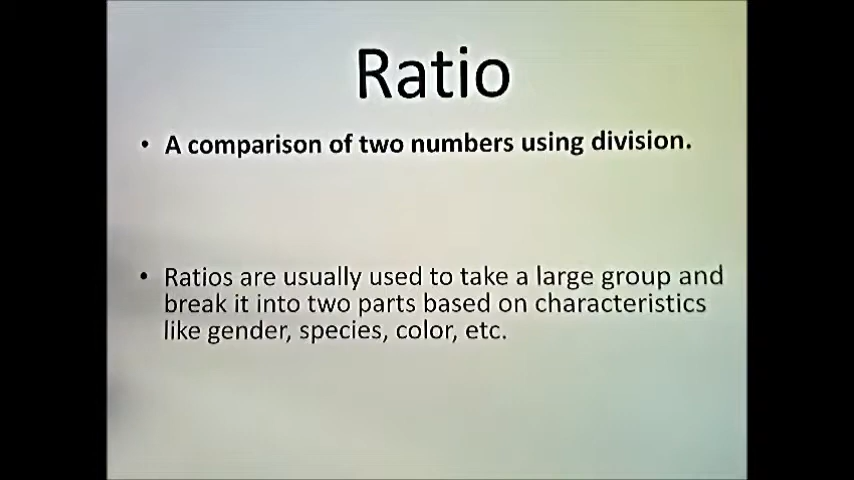 Ratio
• A comparison of two numbers using division.
• Ratios are usually used to take a large group and
break it into two parts based on characteristics
like gender, species, color, etc.